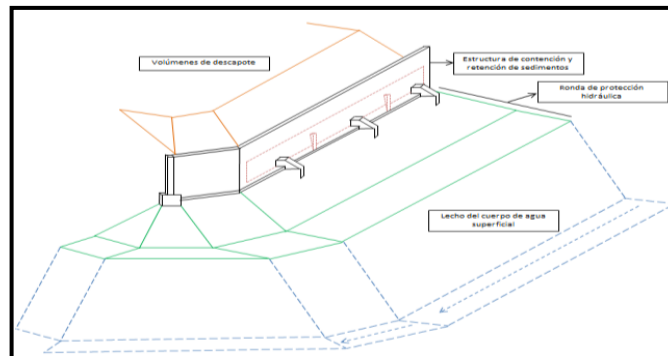 Volúmenes de descapote
Estructura de contención y
retención de sedimentos
Ronda de protección
hidráulica
Lecho del cuerpo de agua
superficial